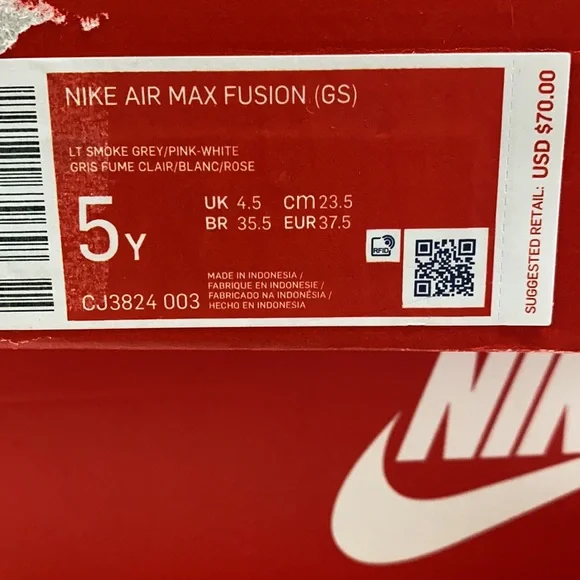 NIKE AIR MAX FUSION (GS)
LT SMOKE GREY/PINK-WHITE
GRIS FUME CLAIR/BLANC/ROSE
5Y
UK 4.5 cm 23.5
BR 35.5 EUR 37.5
RFID
CJ3824 003
MADE IN INDONESIA /
FABRIQUE EN INDONESIE /
FABRICADO NA INDONÉSIA /
HECHO EN INDONESIA
SUGGESTED RETAIL: USD $70.00
NIK